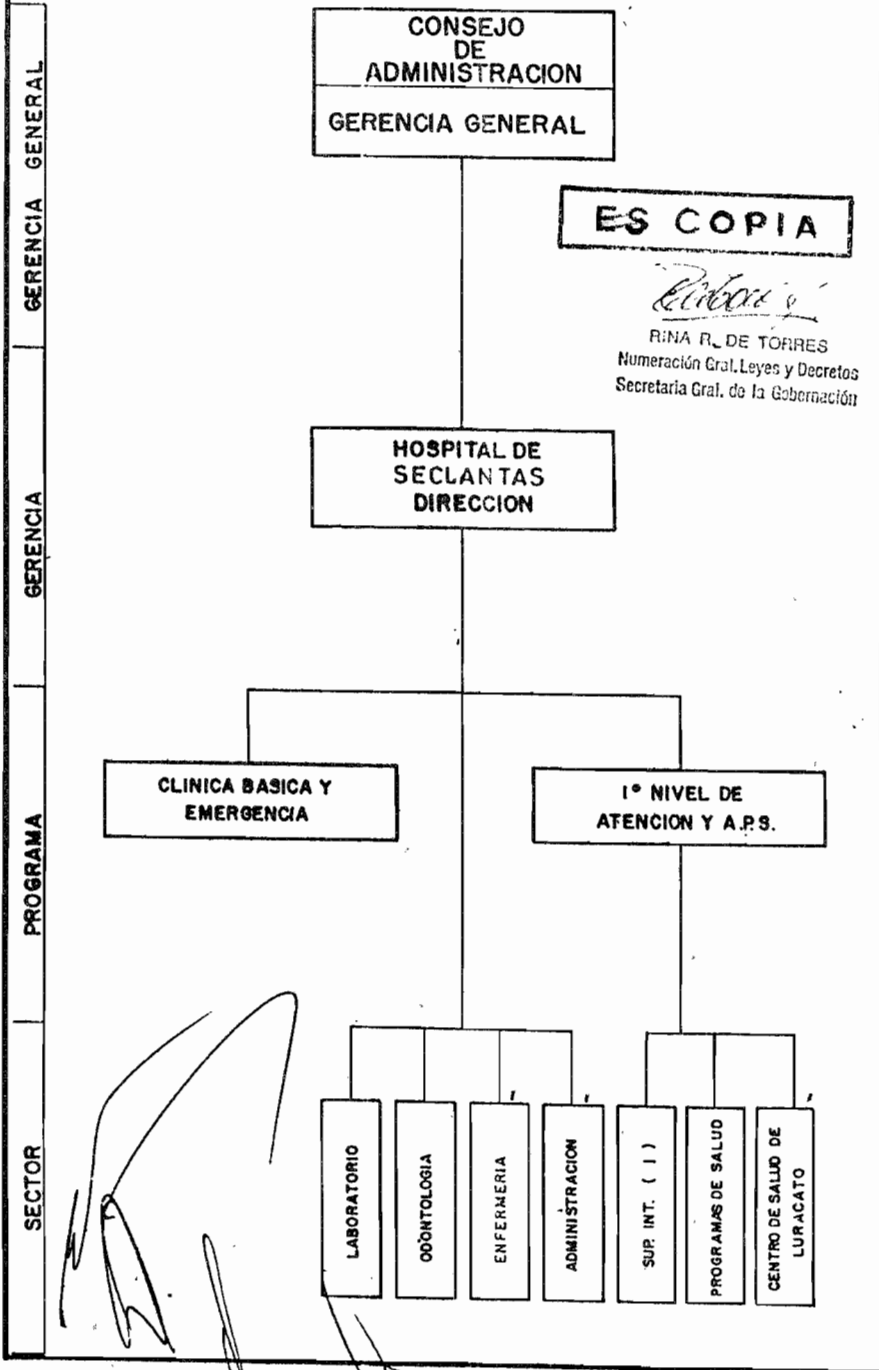 CONSEJO
DE
ADMINISTRACION
GERENCIA GENERAL
ES COPIA
RINA R. DE TORRES
Numeración Gral. Leyes y Decretos
Secretaria Gral. de la Gobernación
HOSPITAL DE
SECLANTAS
DIRECCION
CLINICA BASICA Y
EMERGENCIA
1º NIVEL DE
ATENCION Y A.P.S.
LABORATORIO
ODONTOLOGIA
ENFERMERIA
ADMINISTRACION
SUP. INT. ( 1 )
PROGRAMAS DE SALUD
CENTRO DE SALUD DE
LURACATO
GERENCIA GENERAL
GERENCIA
PROGRAMA
SECTOR